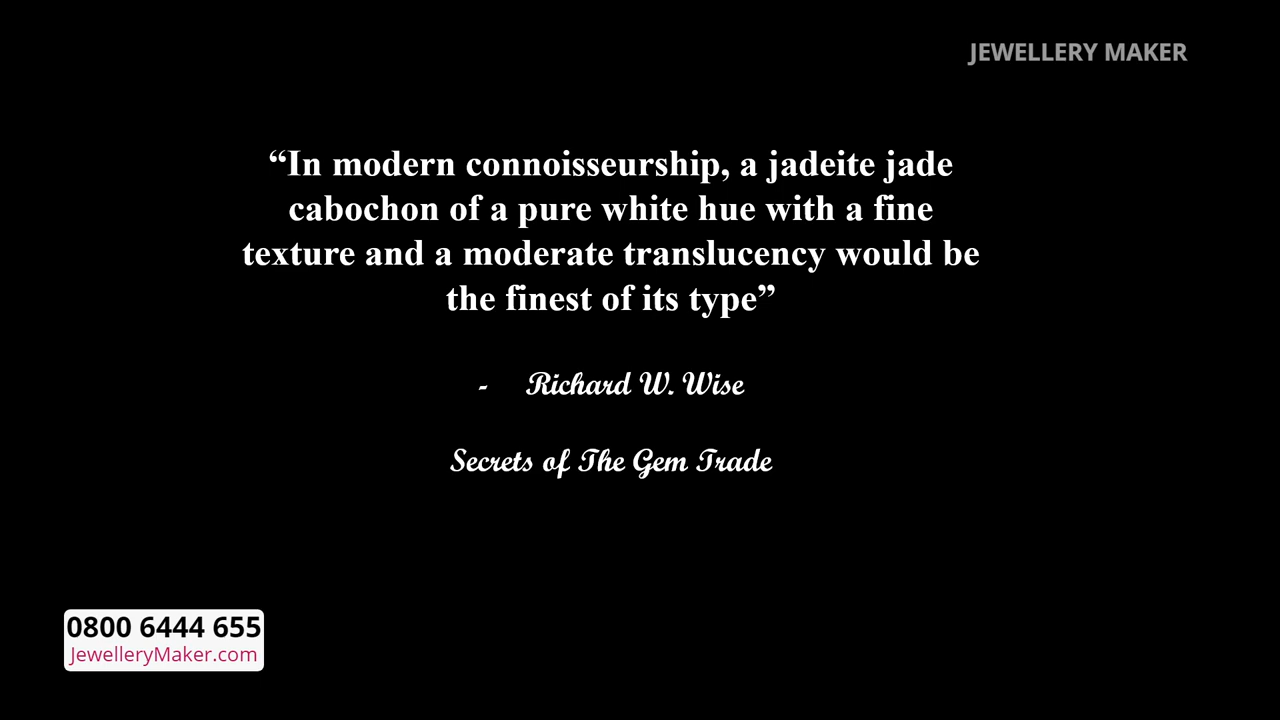 JEWELLERY MAKER
“In modern connoisseurship, a jadeite jade
cabochon of a pure white hue with a fine
texture and a moderate translucency would be
the finest of its type”
- Richard W. Wise
Secrets of The Gem Trade
0800 6444 655
JewelleryMaker.com